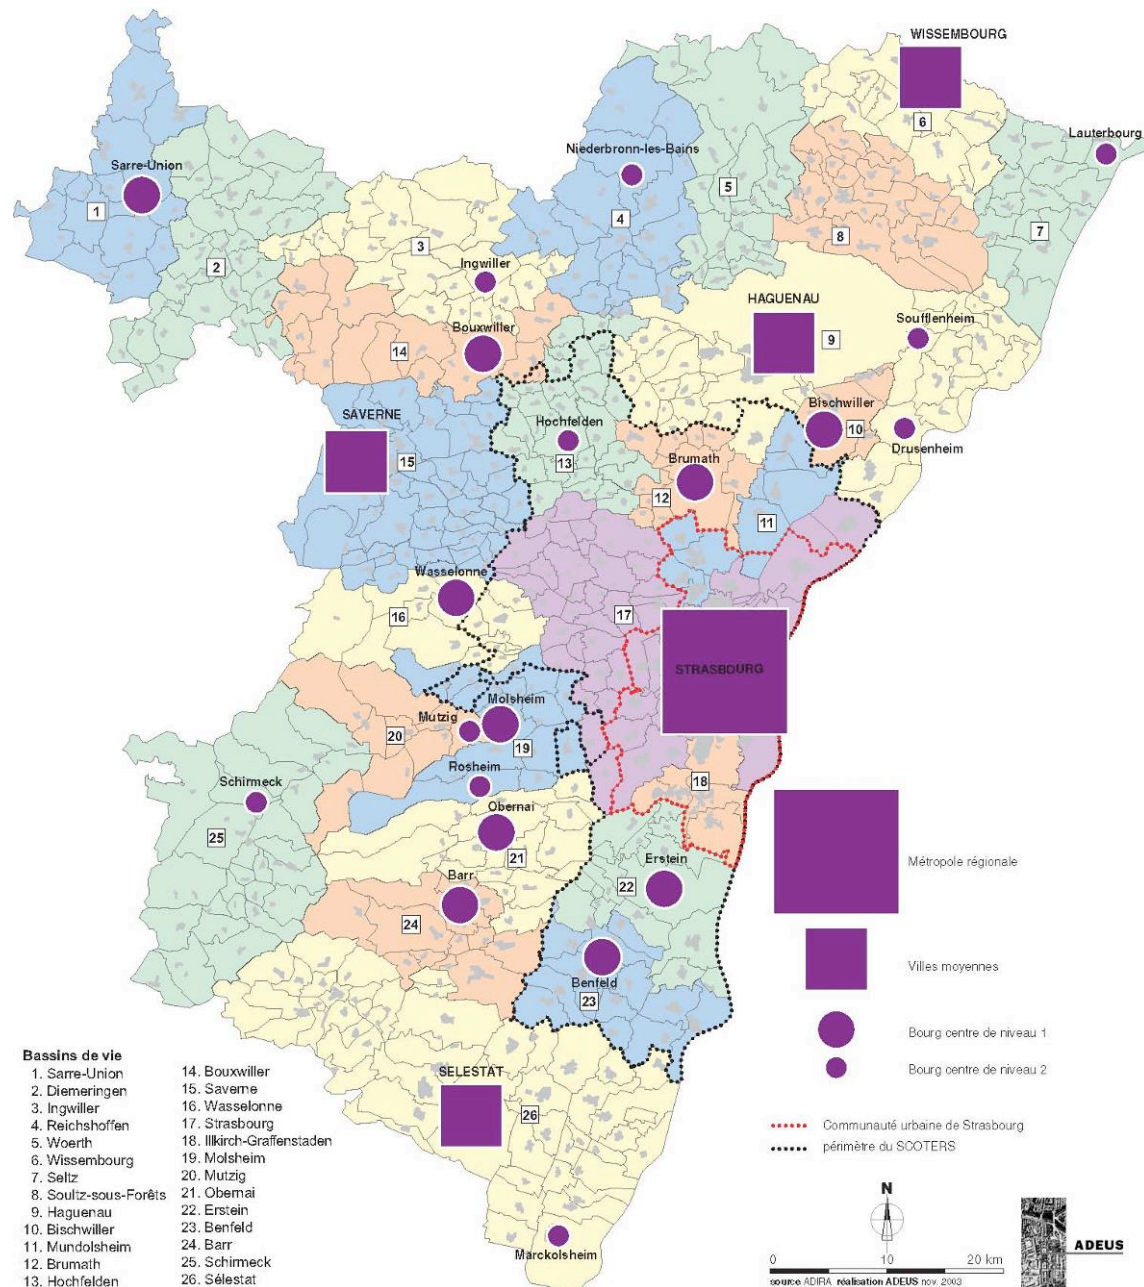 WISSEMBOURG
6
Lauterbourg
Niederbronn-les-Bains
Sarre-Union
5
1
4
7
8
3
2
Ingwiller
HAGUENAU
Soufflenheim
Bouxwiller
9
14
SAVERNE
Bischwiller
Hochfelden
10
Drusenheim
15
13
Brumath
12
11
Wasselonne
16
17
STRASBOURG
Molsheim
Mutzig
20
19
Rosheim
18
Schirmeck
Obernai
25
21
Erstein
22
Barr
24
Benfeld
23
SELESTAT
26
Marckolsheim
Métropole régionale
Villes moyennes
Bourg centre de niveau 1
Bourg centre de niveau 2
Communauté urbaine de Strasbourg
périmètre du SCOTERS
Bassins de vie
1. Sarre-Union
2. Diemeringen
3. Ingwiller
4. Reichshoffen
5. Woerth
6. Wissembourg
7. Seltz
8. Soultz-sous-Forêts
9. Haguenau
10. Bischwiller
11. Mundolsheim
12. Brumath
13. Hochfelden
14. Bouxwiller
15. Saverne
16. Wasselonne
17. Strasbourg
18. Illkirch-Graffenstaden
19. Molsheim
20. Mutzig
21. Obernai
22. Erstein
23. Benfeld
24. Barr
25. Schirmeck
26. Sélestat
N
0 10 20 km
source ADIRA réalisation ADEUS nov. 2003
ADEUS